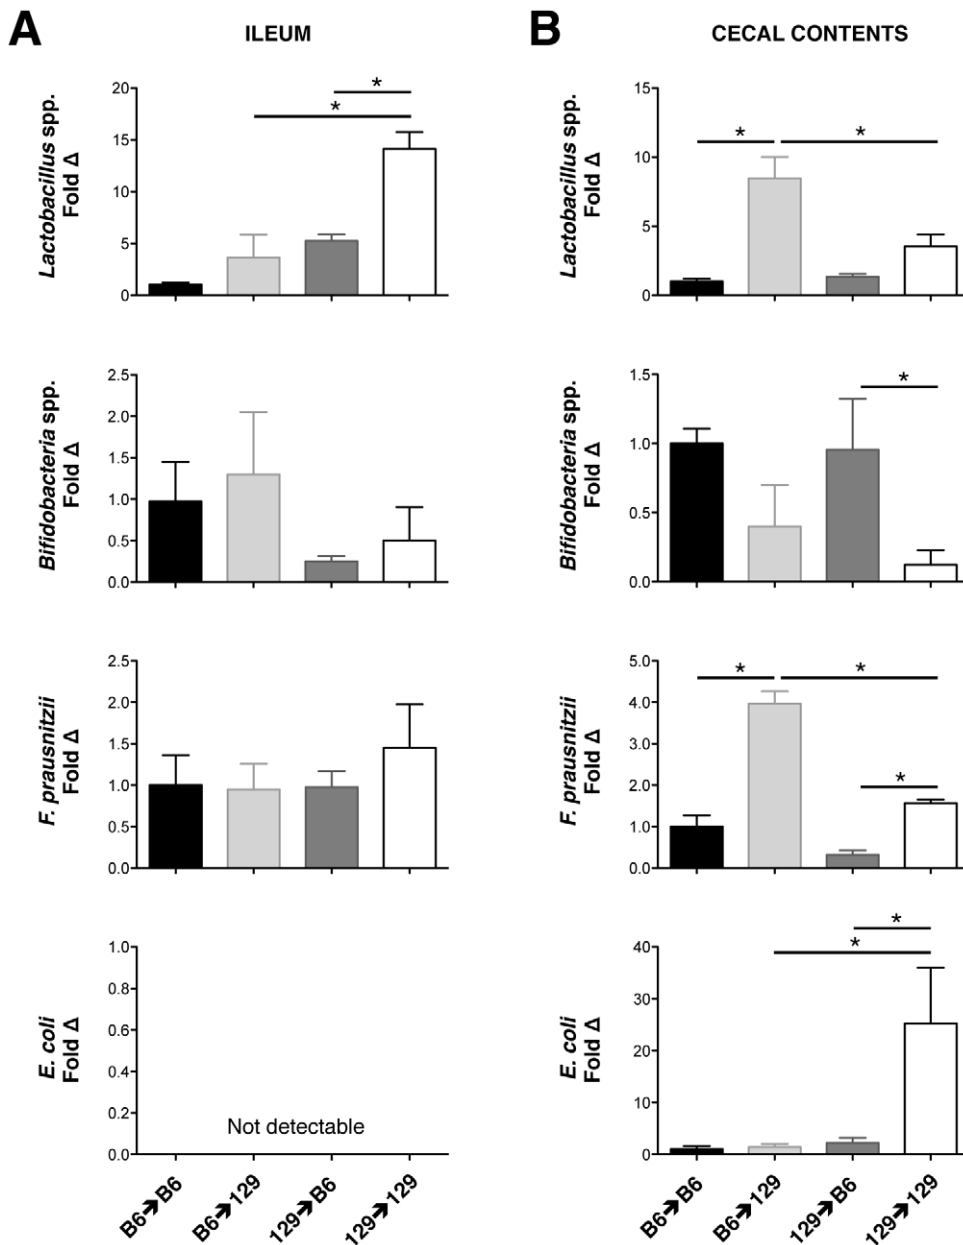 A
ILEUM
Lactobacillus spp.
Fold Δ
20
15
10
5
0
*
*
Bifidobacteria spp.
Fold Δ
2.5
2.0
1.5
1.0
0.5
0.0
F. prausnitzii
Fold Δ
2.5
2.0
1.5
1.0
0.5
0.0
E. coli
Fold Δ
1.0
0.8
0.6
0.4
0.2
0.0
Not detectable
B6➔B6
B6➔129
129➔B6
129➔129
B
CECAL CONTENTS
Lactobacillus spp.
Fold Δ
15
10
5
0
*
*
Bifidobacteria spp.
Fold Δ
1.5
1.0
0.5
0.0
*
F. prausnitzii
Fold Δ
5.0
4.0
3.0
2.0
1.0
0.0
*
*
*
E. coli
Fold Δ
40
30
20
10
0
*
*
B6➔B6
B6➔129
129➔B6
129➔129